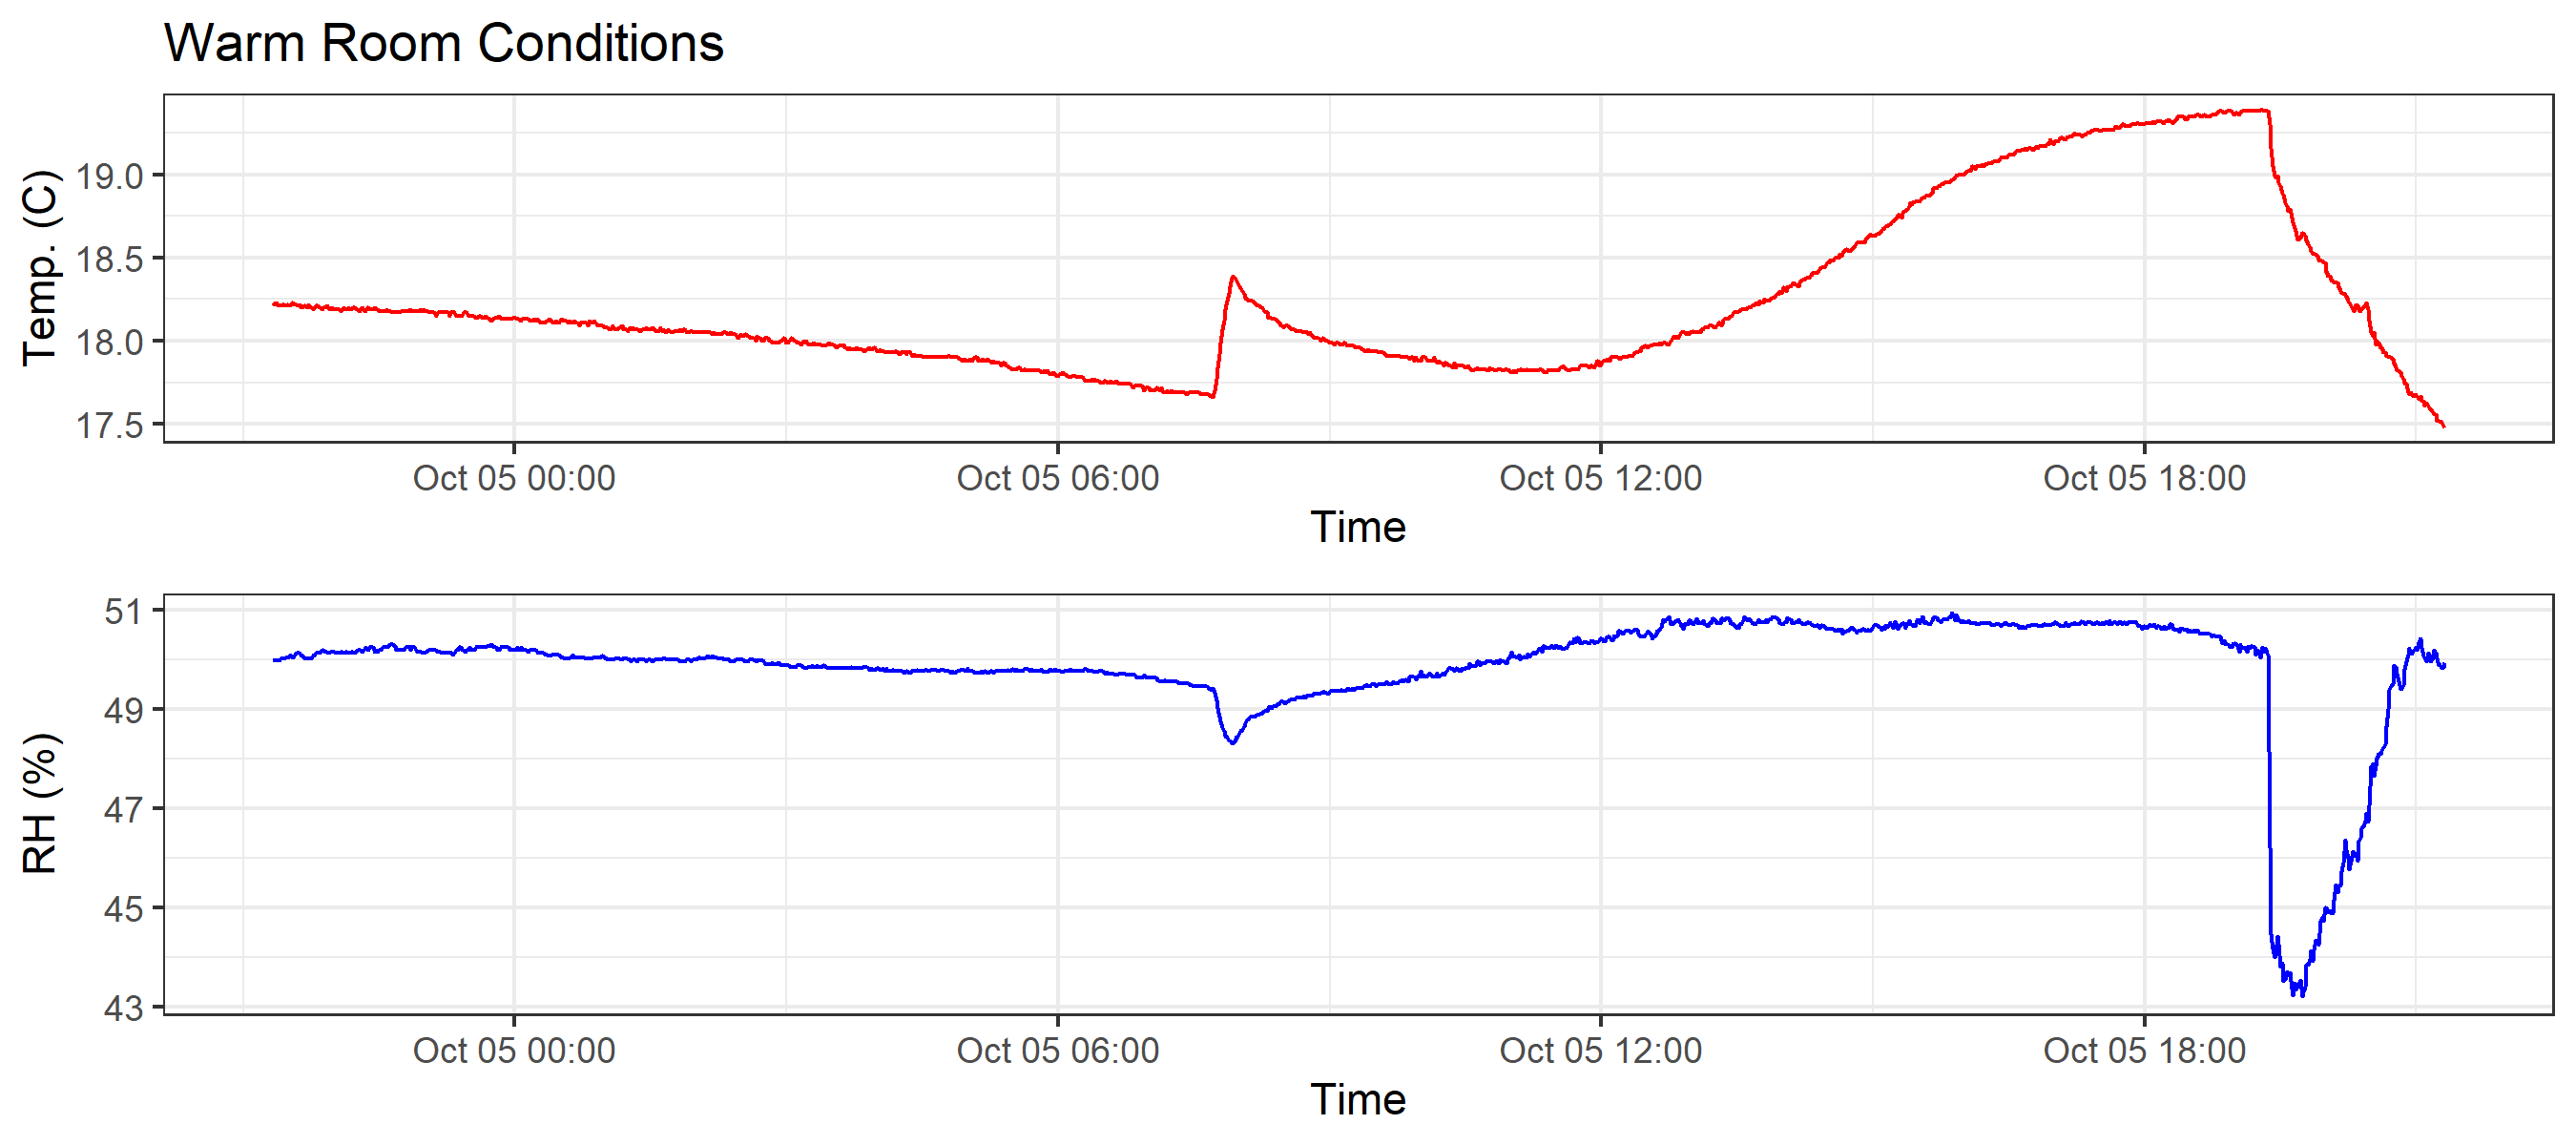 Warm Room Conditions
Temp. (C)
19.0
18.5
18.0
17.5
Oct 05 00:00 Oct 05 06:00 Oct 05 12:00 Oct 05 18:00
Time
RH (%)
51
49
47
45
43
Oct 05 00:00 Oct 05 06:00 Oct 05 12:00 Oct 05 18:00
Time